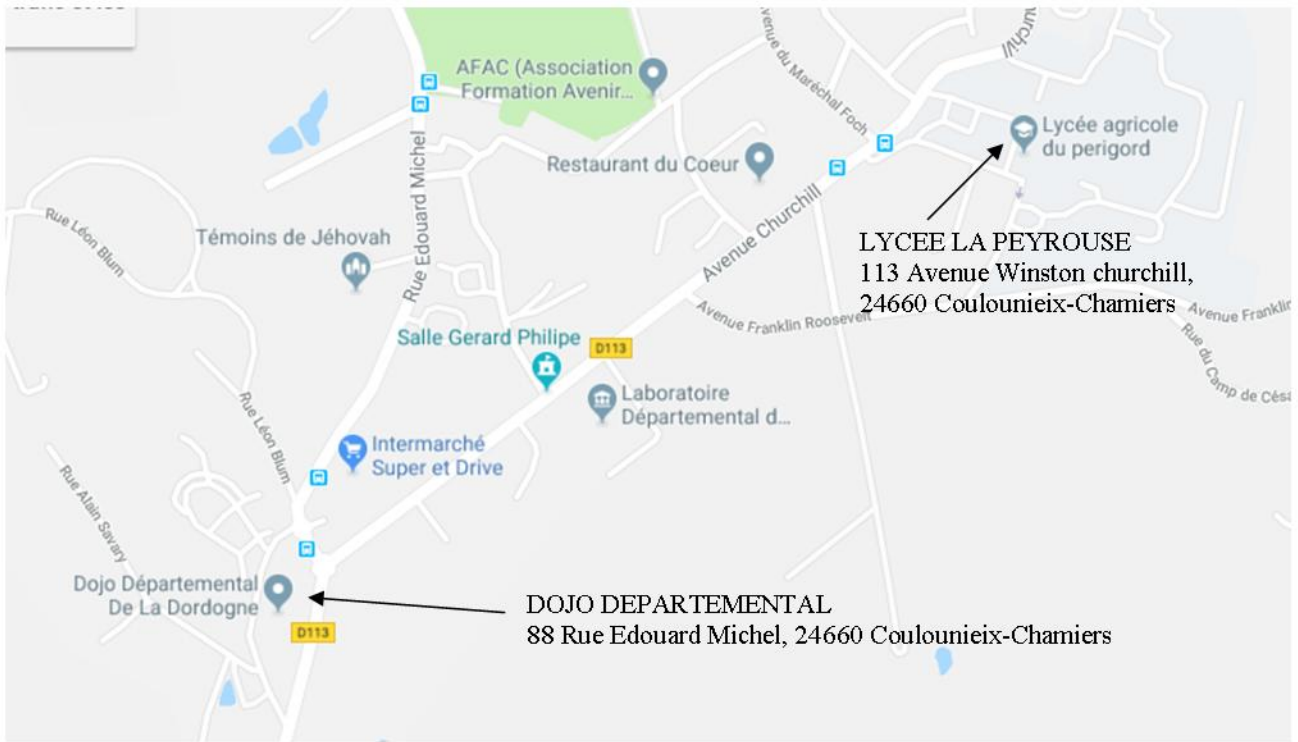 AFAC (Association
Formation Avenir...
Avenue du Maréchal Foch
Lycée agricole
du perigord
Restaurant du Coeur
Rue Edouard Michel
Rue Léon Blum
Témoins de Jéhovah
Avenue Churchill
LYCEE LA PEYROUSE
113 Avenue Winston churchill,
24660 Coulounieix-Chamiers
Avenue Franklin Roosevelt
Avenue Franklin
Rue du Camp de Césa
Salle Gerard Philipe
D113
Laboratoire
Départemental d...
Rue Léon Blum
Intermarché
Super et Drive
Rue Alain Savary
Dojo Départemental
De La Dordogne
DOJO DEPARTEMENTAL
88 Rue Edouard Michel, 24660 Coulounieix-Chamiers
D113